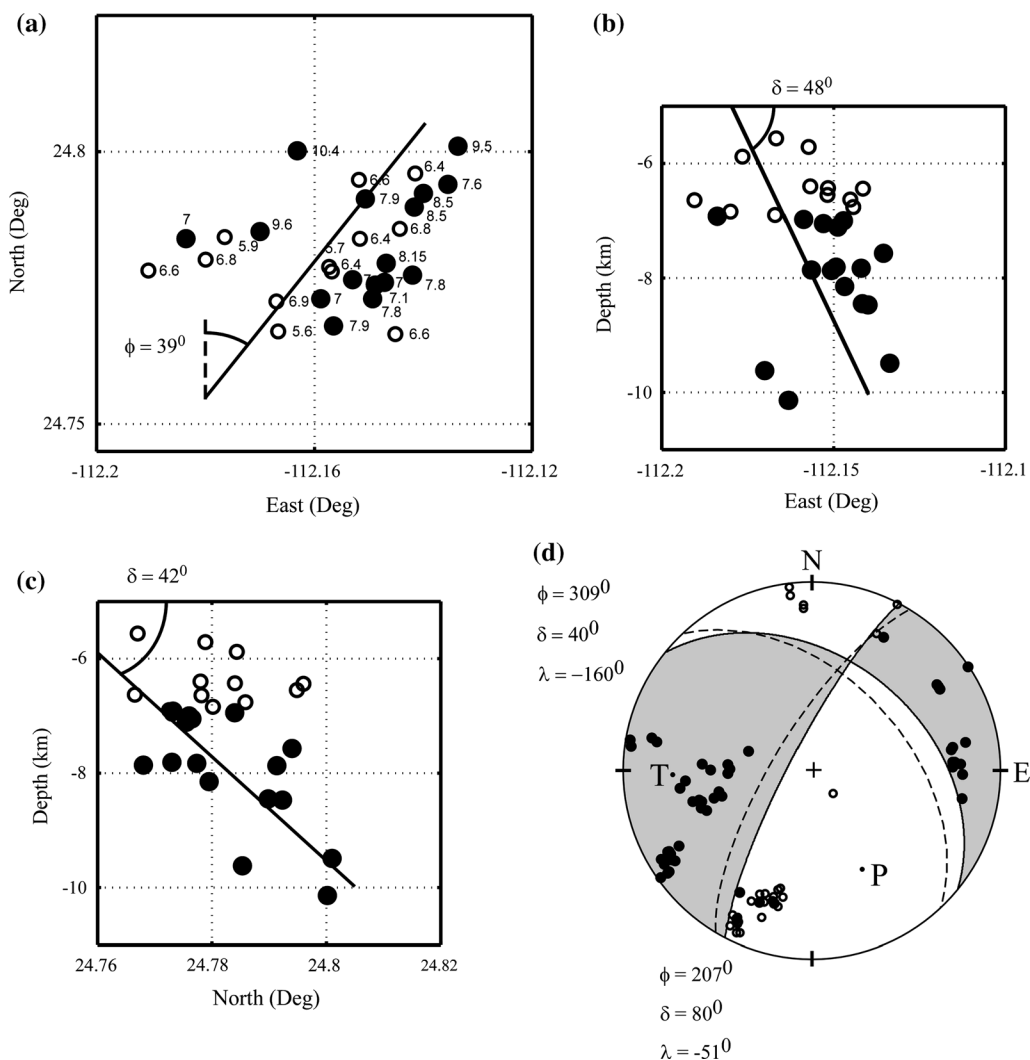 (a)
24.8
10.4
9.5
6.4
6.6
7.6
7.9
8.5
8.5
6.8
7
9.6
5.9
6.4
5.7
6.8
6.6
6.4
8.15
7.8
7
7
7.1
6.9
7
7.8
5.6
7.9
6.6
ϕ = 39⁰
24.75
North (Deg)
-112.2
-112.16
-112.12
East (Deg)
(b)
δ = 48⁰
-6
-8
-10
Depth (km)
-112.2
-112.15
-112.1
East (Deg)
(c)
δ = 42⁰
-6
-8
-10
Depth (km)
24.76
24.78
24.8
24.82
North (Deg)
(d)
N
ϕ = 309⁰
δ = 40⁰
λ = −160⁰
T
E
P
ϕ = 207⁰
δ = 80⁰
λ = -51⁰